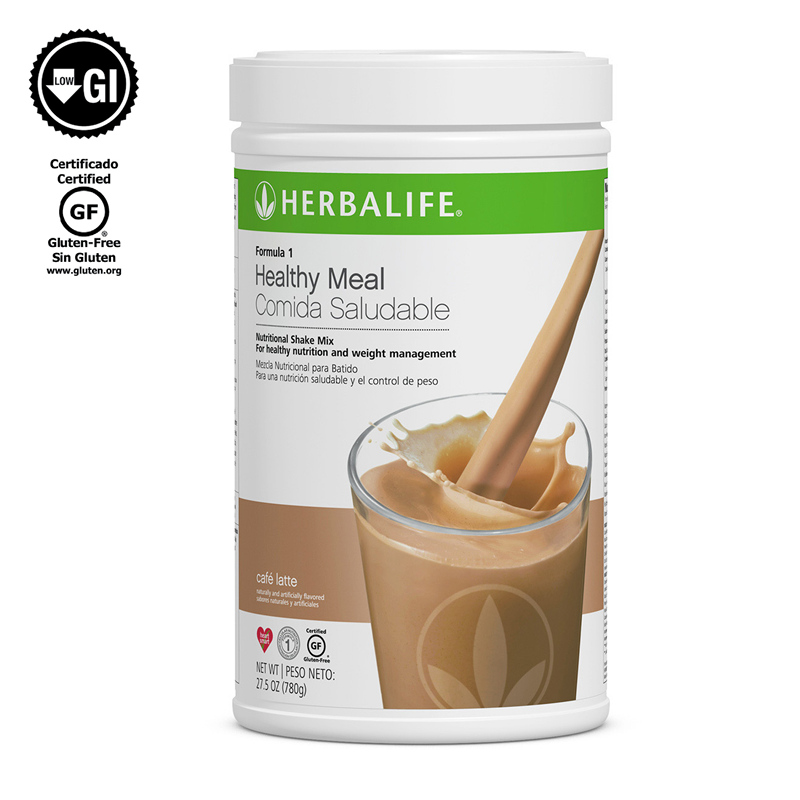 LOW GI
Certificado
Certified
GF
®
Gluten-Free
Sin Gluten
www.gluten.org
HERBALIFE®
Formula 1
Healthy Meal
Comida Saludable
Nutritional Shake Mix
For healthy nutrition and weight management
Mezcla Nutricional para Batido
Para una nutrición saludable y el control de peso
café latte
naturally and artificially flavored
sabores naturales y artificiales
heart smart
1
Certified
GF
®
Gluten-Free
NET WT | PESO NETO:
27.5 OZ (780g)